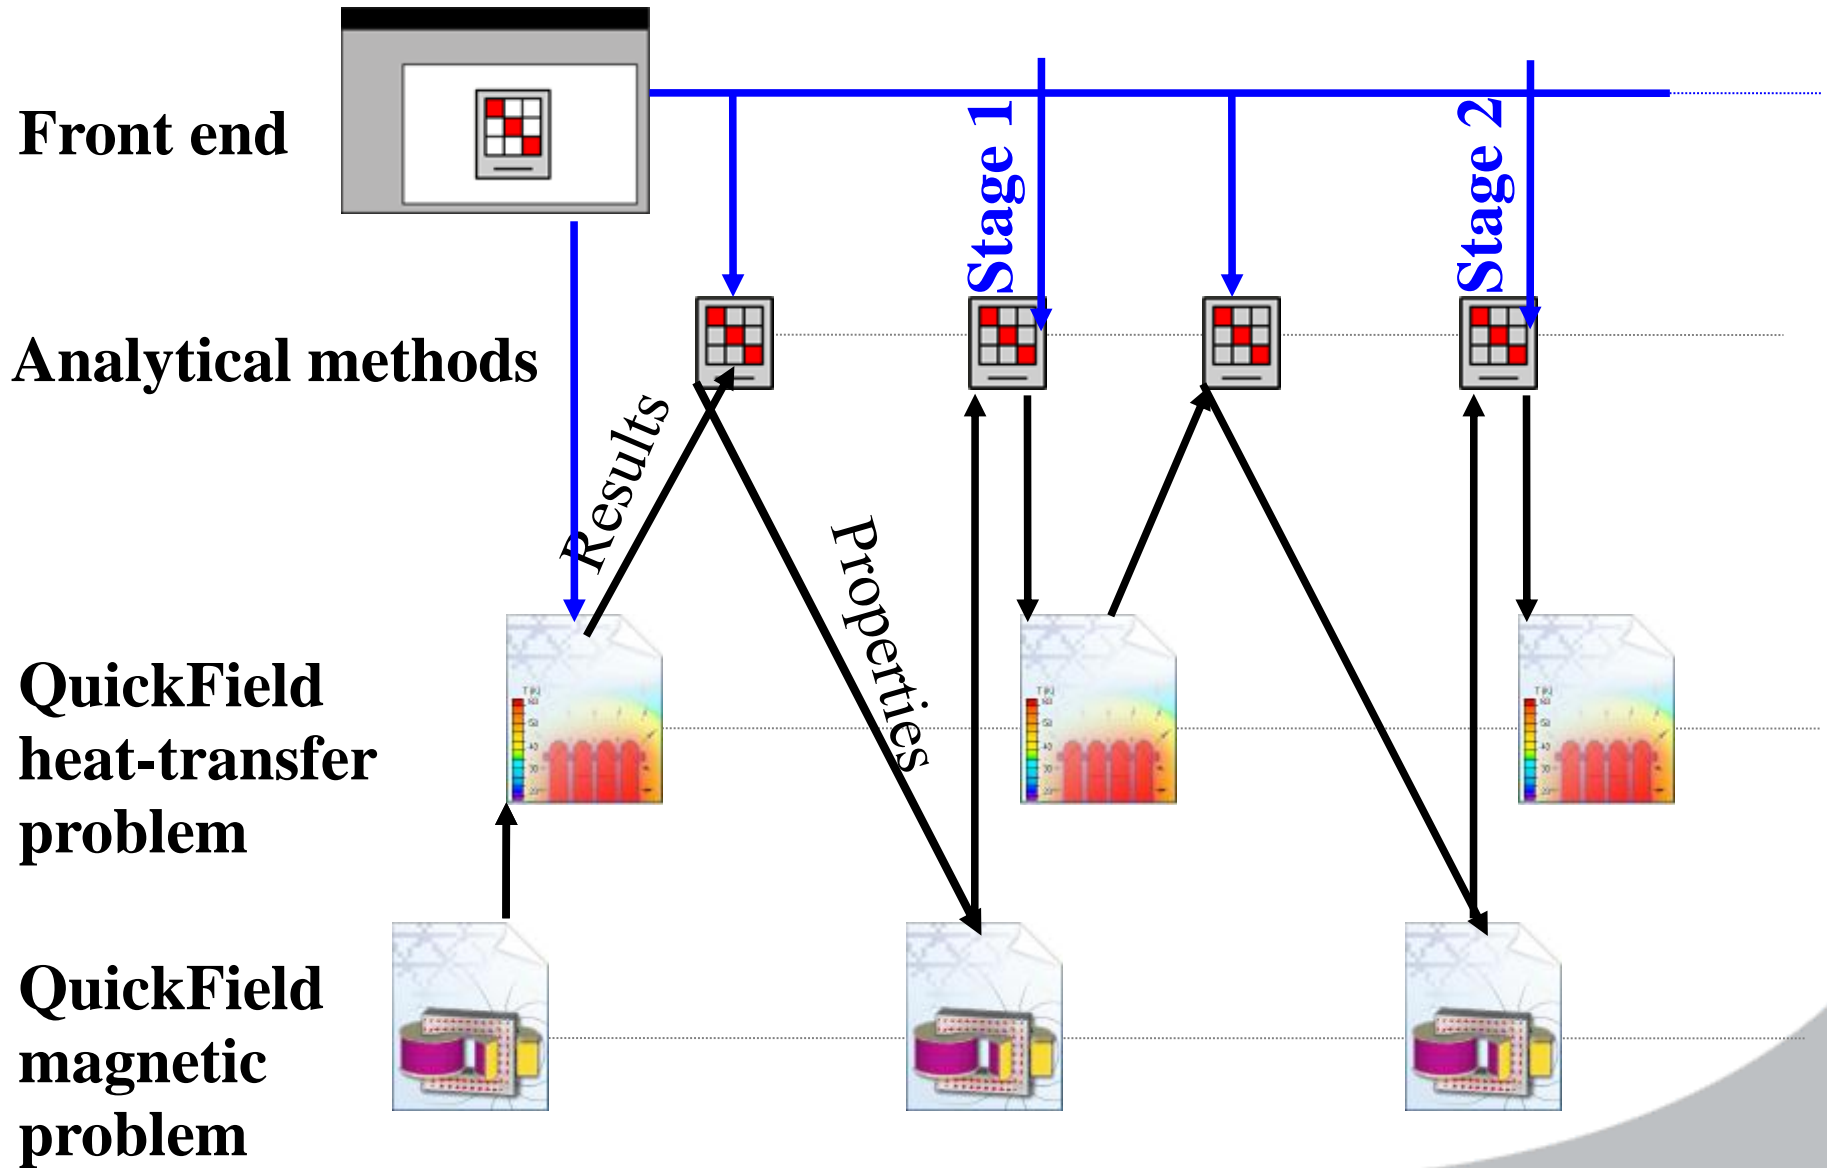 Front end
Stage 1
Stage 2
Analytical methods
Results
Properties
QuickField
heat-transfer
problem
QuickField
magnetic
problem